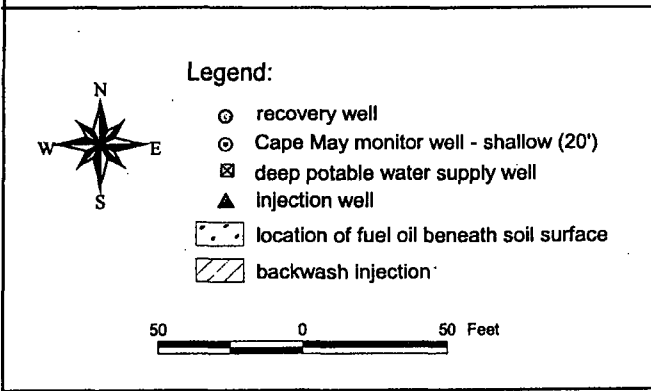 Legend:
N
W E
S
recovery well
Cape May monitor well - shallow (20')
deep potable water supply well
injection well
location of fuel oil beneath soil surface
backwash injection
50 0 50 Feet